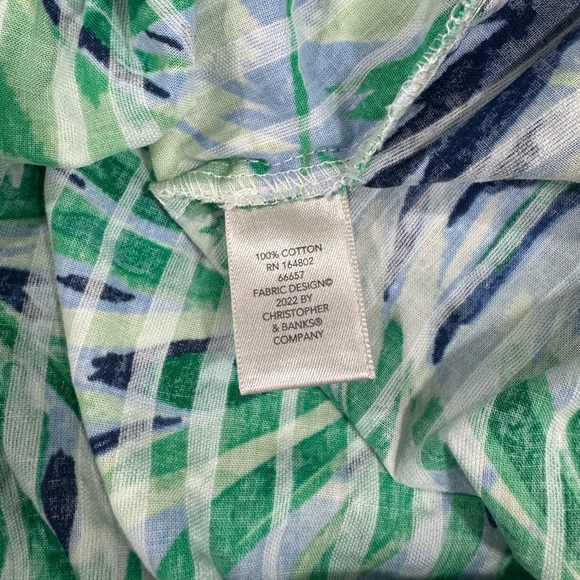 100% COTTON
RN 164802
66657
FABRIC DESIGN©
2022 BY
CHRISTOPHER
& BANKS®
COMPANY